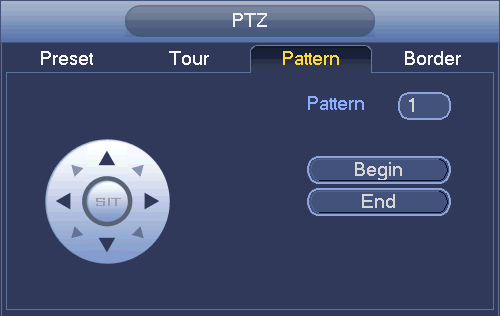 PTZ
Preset Tour Pattern Border
Pattern 1
Begin
SIT
End